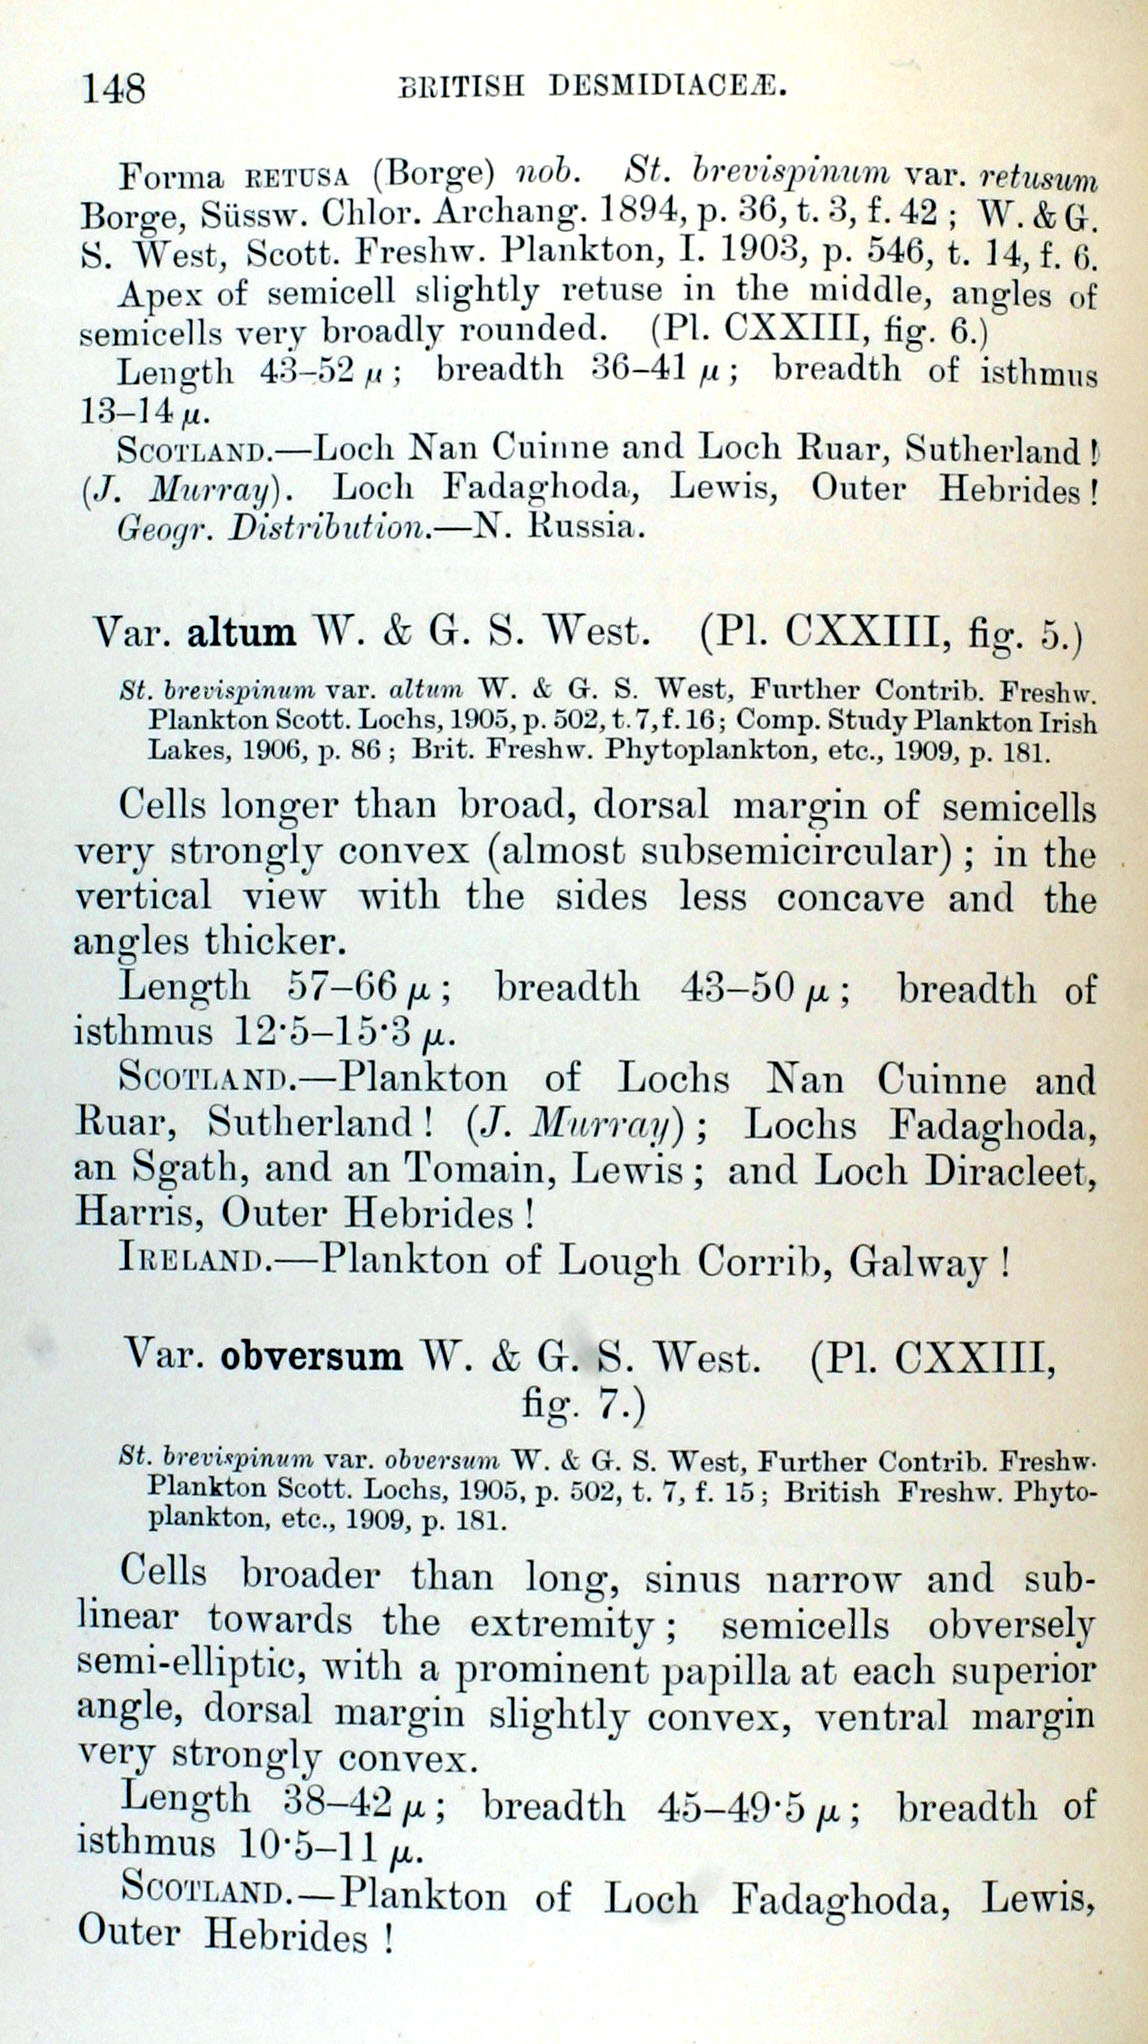 148 BRITISH DESMIDIACEÆ.
Forma RETUSA (Borge) nob. St. brevispinum var. retusum
Borge, Süssw. Chlor. Archang. 1894, p. 36, t. 3, f. 42 ; W. & G.
S. West, Scott. Freshw. Plankton, I. 1903, p. 546, t. 14, f. 6.
Apex of semicell slightly retuse in the middle, angles of
semicells very broadly rounded. (Pl. CXXIII, fig. 6.)
Length 43–52 μ ; breadth 36–41 μ ; breadth of isthmus
13–14 μ.
SCOTLAND.—Loch Nan Cuinne and Loch Ruar, Sutherland !
(J. Murray). Loch Fadaghoda, Lewis, Outer Hebrides !
Geogr. Distribution.—N. Russia.
Var. altum W. & G. S. West. (Pl. CXXIII, fig. 5.)
St. brevispinum var. altum W. & G. S. West, Further Contrib. Freshw.
Plankton Scott. Lochs, 1905, p. 502, t. 7, f. 16 ; Comp. Study Plankton Irish
Lakes, 1906, p. 86 ; Brit. Freshw. Phytoplankton, etc., 1909, p. 181.
Cells longer than broad, dorsal margin of semicells
very strongly convex (almost subsemicircular) ; in the
vertical view with the sides less concave and the
angles thicker.
Length 57–66 μ ; breadth 43–50 μ ; breadth of
isthmus 12·5–15·3 μ.
SCOTLAND.—Plankton of Lochs Nan Cuinne and
Ruar, Sutherland ! (J. Murray) ; Lochs Fadaghoda,
an Sgath, and an Tomain, Lewis ; and Loch Diracleet,
Harris, Outer Hebrides !
IRELAND.—Plankton of Lough Corrib, Galway !
Var. obversum W. & G. S. West. (Pl. CXXIII,
fig. 7.)
St. brevispinum var. obversum W. & G. S. West, Further Contrib. Freshw.
Plankton Scott. Lochs, 1905, p. 502, t. 7, f. 15 ; British Freshw. Phyto-
plankton, etc., 1909, p. 181.
Cells broader than long, sinus narrow and sub-
linear towards the extremity ; semicells obversely
semi-elliptic, with a prominent papilla at each superior
angle, dorsal margin slightly convex, ventral margin
very strongly convex.
Length 38–42 μ ; breadth 45–49·5 μ ; breadth of
isthmus 10·5–11 μ.
SCOTLAND.—Plankton of Loch Fadaghoda, Lewis,
Outer Hebrides !